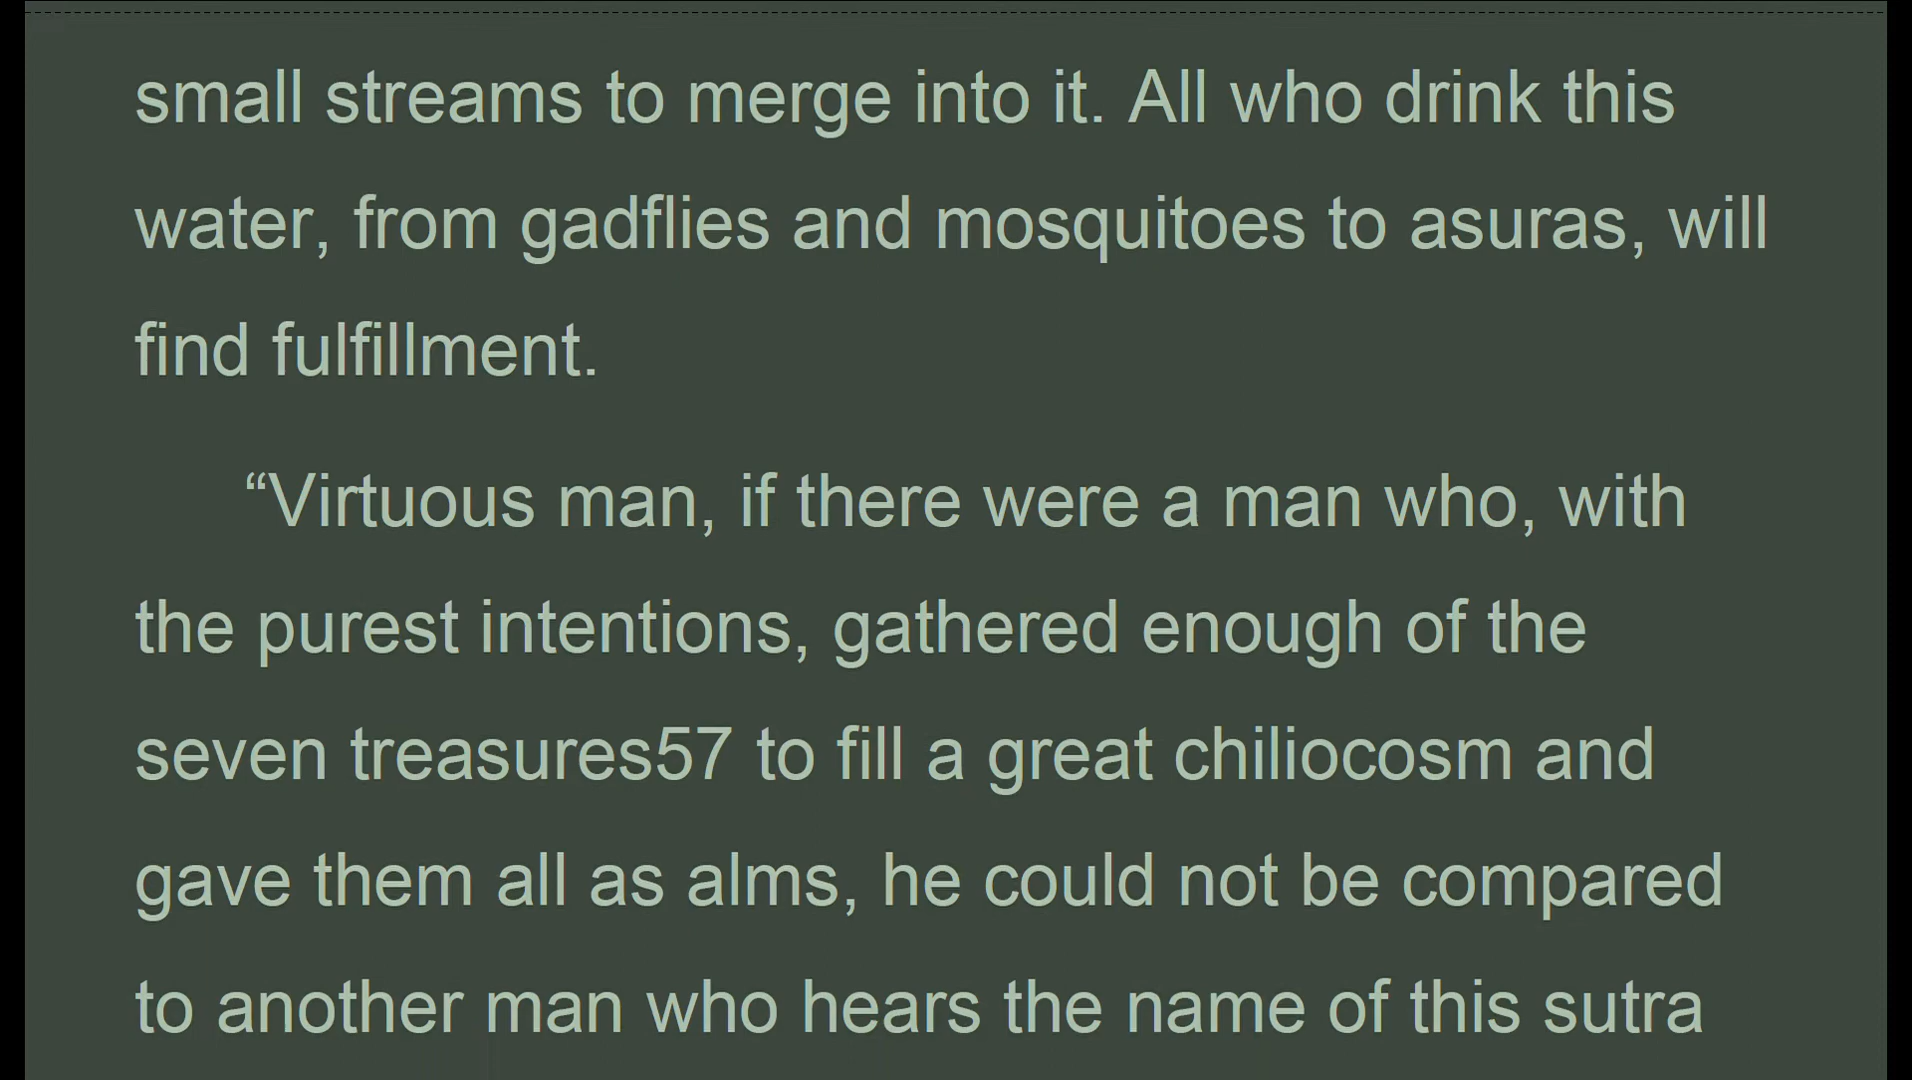 small streams to merge into it. All who drink this
water, from gadflies and mosquitoes to asuras, will
find fulfillment.
“Virtuous man, if there were a man who, with
the purest intentions, gathered enough of the
seven treasures57 to fill a great chiliocosm and
gave them all as alms, he could not be compared
to another man who hears the name of this sutra